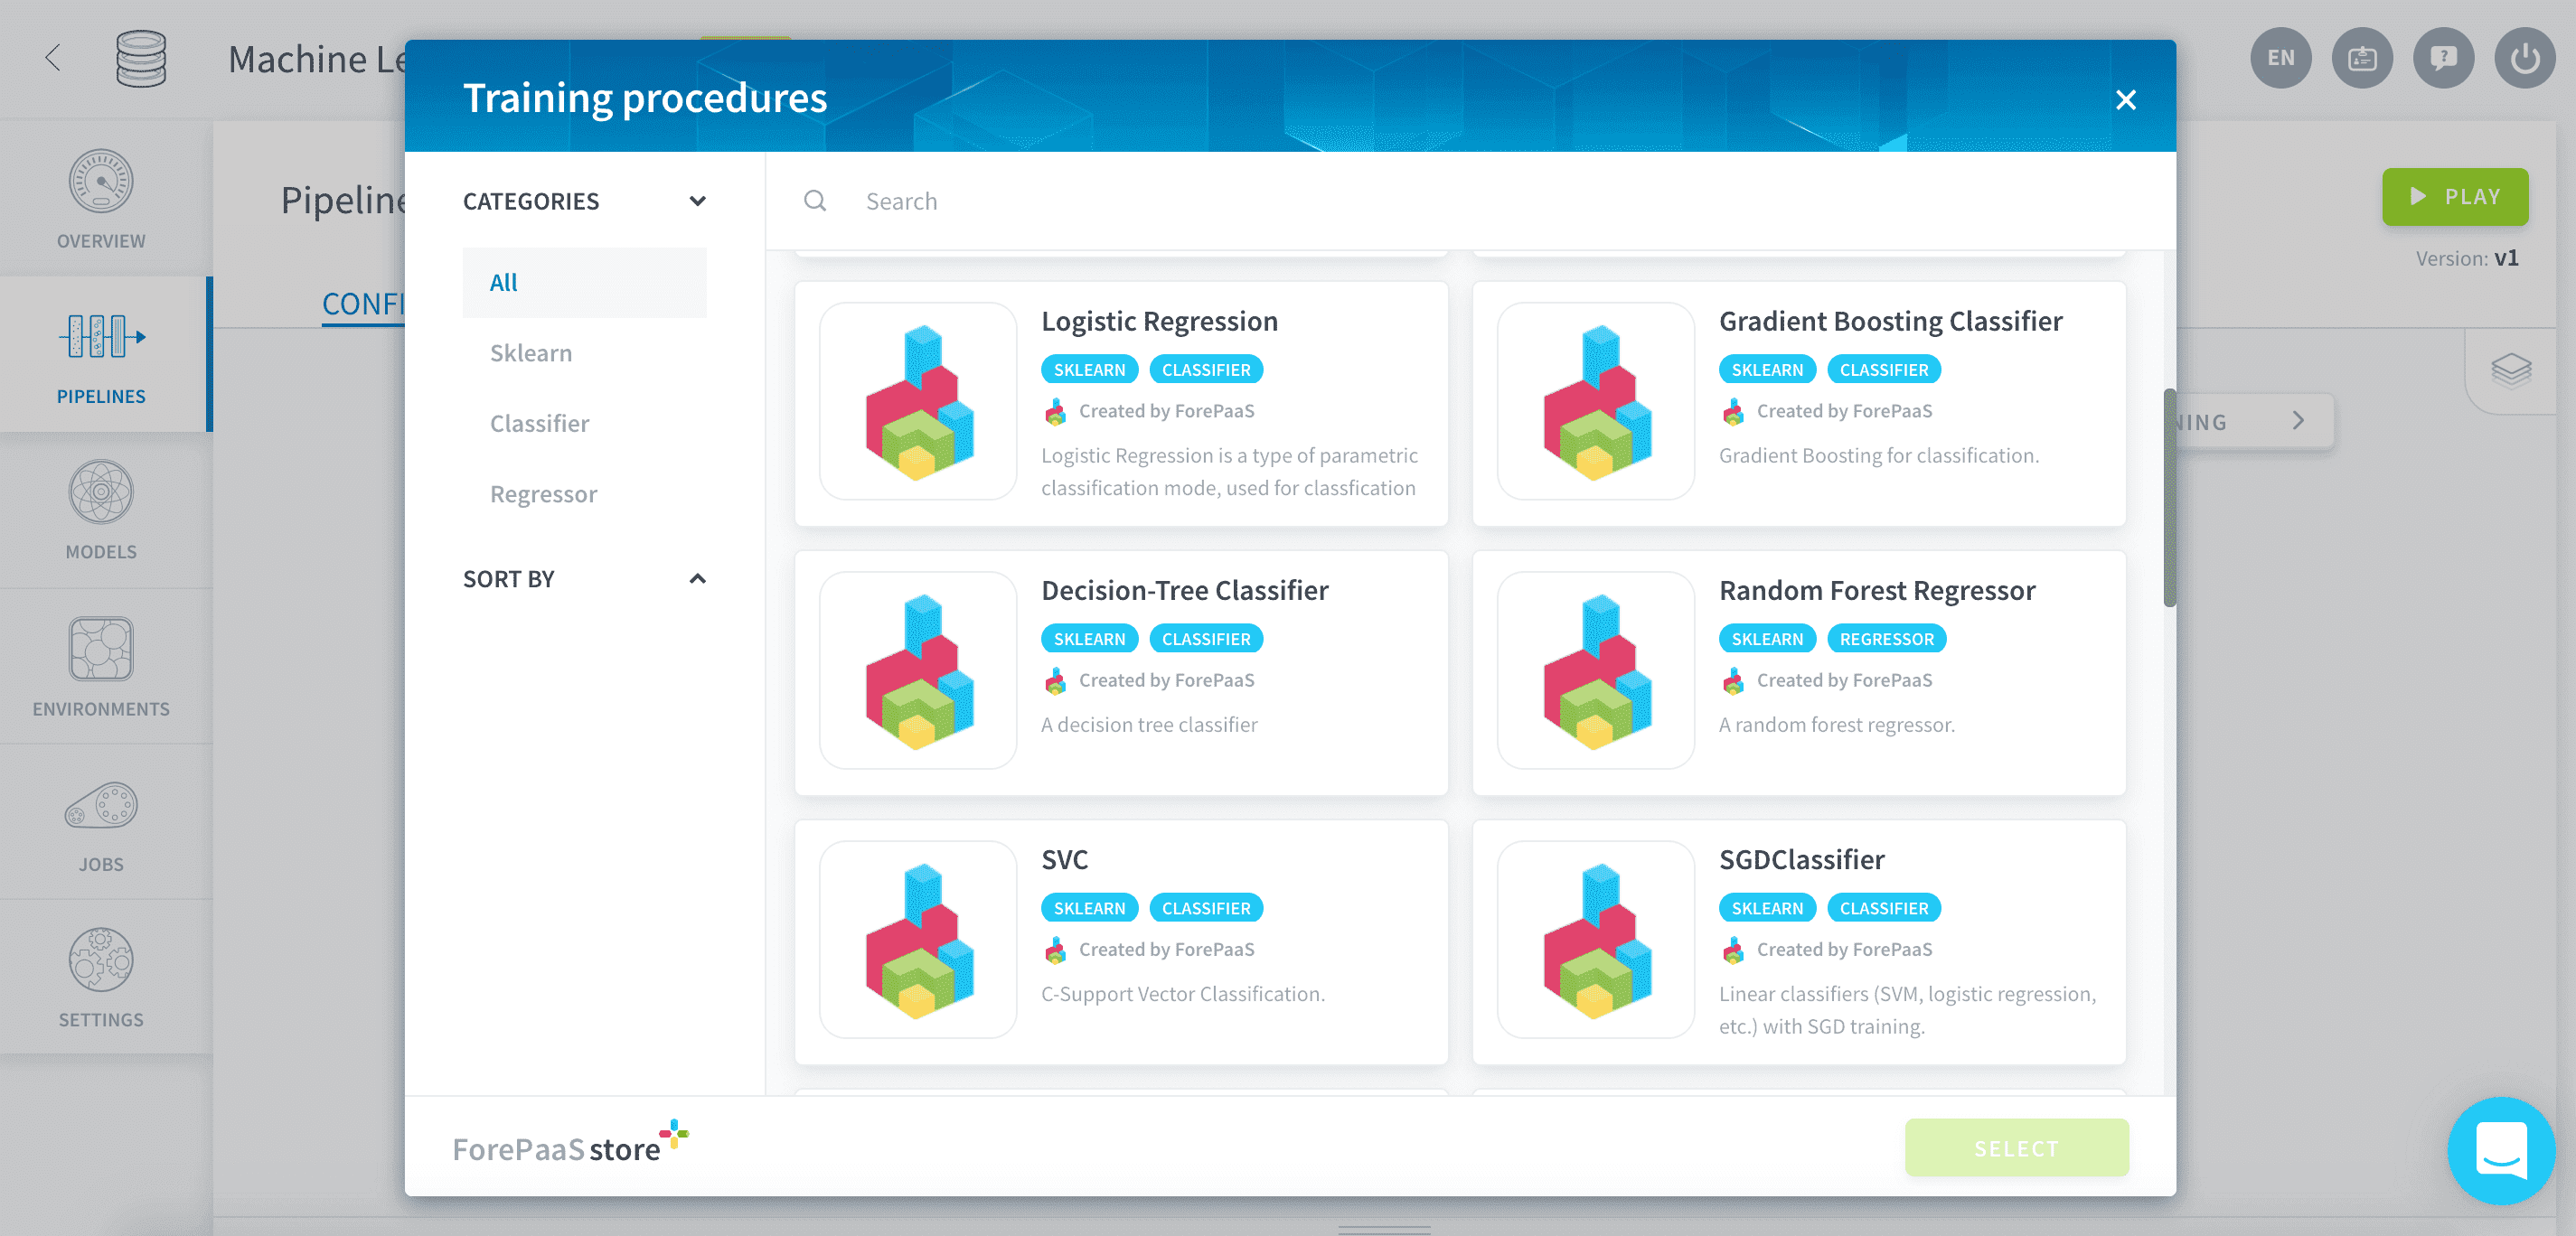 Machine Le
EN
Training procedures
OVERVIEW
PIPELINES
MODELS
ENVIRONMENTS
JOBS
SETTINGS
Pipeline
CONFI
CATEGORIES
All
Sklearn
Classifier
Regressor
SORT BY
Search
Logistic Regression
SKLEARN CLASSIFIER
Created by ForePaaS
Logistic Regression is a type of parametric
classification mode, used for classfication
Gradient Boosting Classifier
SKLEARN CLASSIFIER
Created by ForePaaS
Gradient Boosting for classification.
Decision-Tree Classifier
SKLEARN CLASSIFIER
Created by ForePaaS
A decision tree classifier
Random Forest Regressor
SKLEARN REGRESSOR
Created by ForePaaS
A random forest regressor.
SVC
SKLEARN CLASSIFIER
Created by ForePaaS
C-Support Vector Classification.
SGDClassifier
SKLEARN CLASSIFIER
Created by ForePaaS
Linear classifiers (SVM, logistic regression,
etc.) with SGD training.
PLAY
Version: v1
NING
ForePaaS store
SELECT